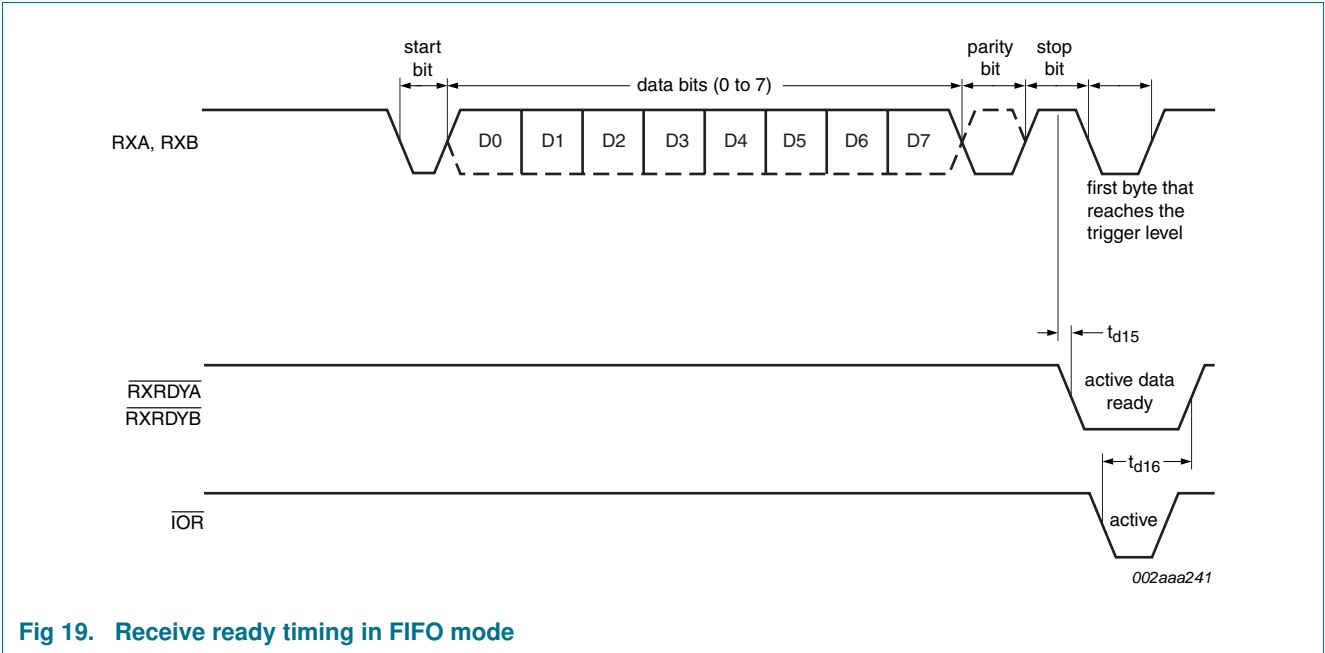 start
bit
data bits (0 to 7)
parity
bit
stop
bit
RXA, RXB
D0 D1 D2 D3 D4 D5 D6 D7
first byte that
reaches the
trigger level
td15
RXRDYA
RXRDYB
active data
ready
td16
IOR
active
002aaa241
Fig 19. Receive ready timing in FIFO mode